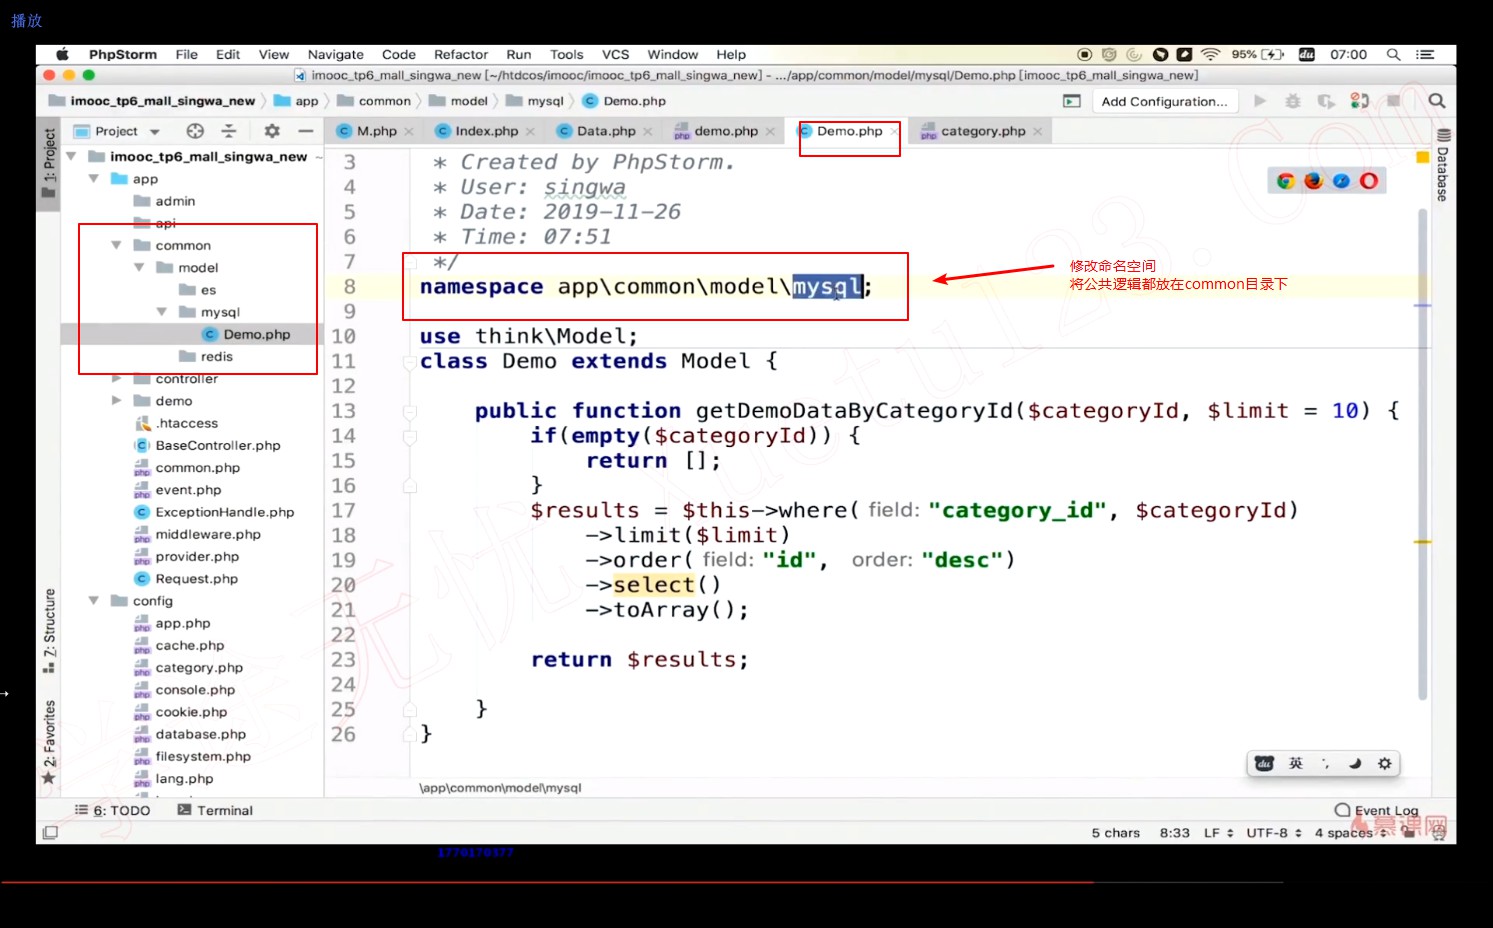 播放
PhpStorm File Edit View Navigate Code Refactor Run Tools VCS Window Help 95% du 07:00
imooc_tp6_mall_singwa_new [~/htdcos/imooc/imooc_tp6_mall_singwa_new] - .../app/common/model/mysql/Demo.php [imooc_tp6_mall_singwa_new]
imooc_tp6_mall_singwa_new app common model mysql Demo.php Add Configuration...
Project M.php Index.php Data.php demo.php Demo.php category.php
1: Project
7: Structure
2: Favorites
Database
imooc_tp6_mall_singwa_new ~
app
admin
api
common
model
es
mysql
Demo.php
redis
controller
demo
.htaccess
BaseController.php
common.php
event.php
ExceptionHandle.php
middleware.php
provider.php
Request.php
config
app.php
cache.php
category.php
console.php
cookie.php
database.php
filesystem.php
lang.php
3 * Created by PhpStorm.
4 * User: singwa
5 * Date: 2019-11-26
6 * Time: 07:51
7 */
8 namespace app\common\model\mysql;
9
10 use think\Model;
11 class Demo extends Model {
12
13 public function getDemoDataByCategoryId($categoryId, $limit = 10) {
14 if(empty($categoryId)) {
15 return [];
16 }
17 $results = $this->where( field: "category_id", $categoryId)
18 ->limit($limit)
19 ->order( field: "id", order: "desc")
20 ->select()
21 ->toArray();
22
23 return $results;
24
25 }
26 }
修改命名空间
将公共逻辑都放在common目录下
du 英
\app\common\model\mysql
6: TODO Terminal Event Log
5 chars 8:33 LF UTF-8 4 spaces
慕课网
1770170377